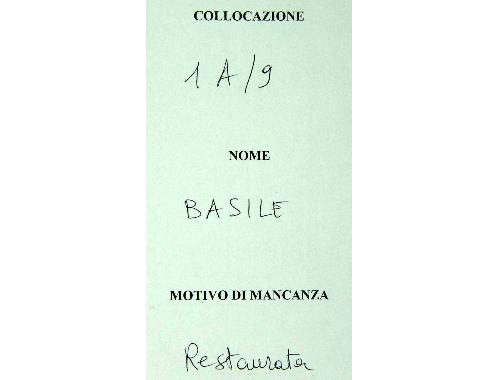 COLLOCAZIONE
1 A/9
NOME
BASILE
MOTIVO DI MANCANZA
Restaurata